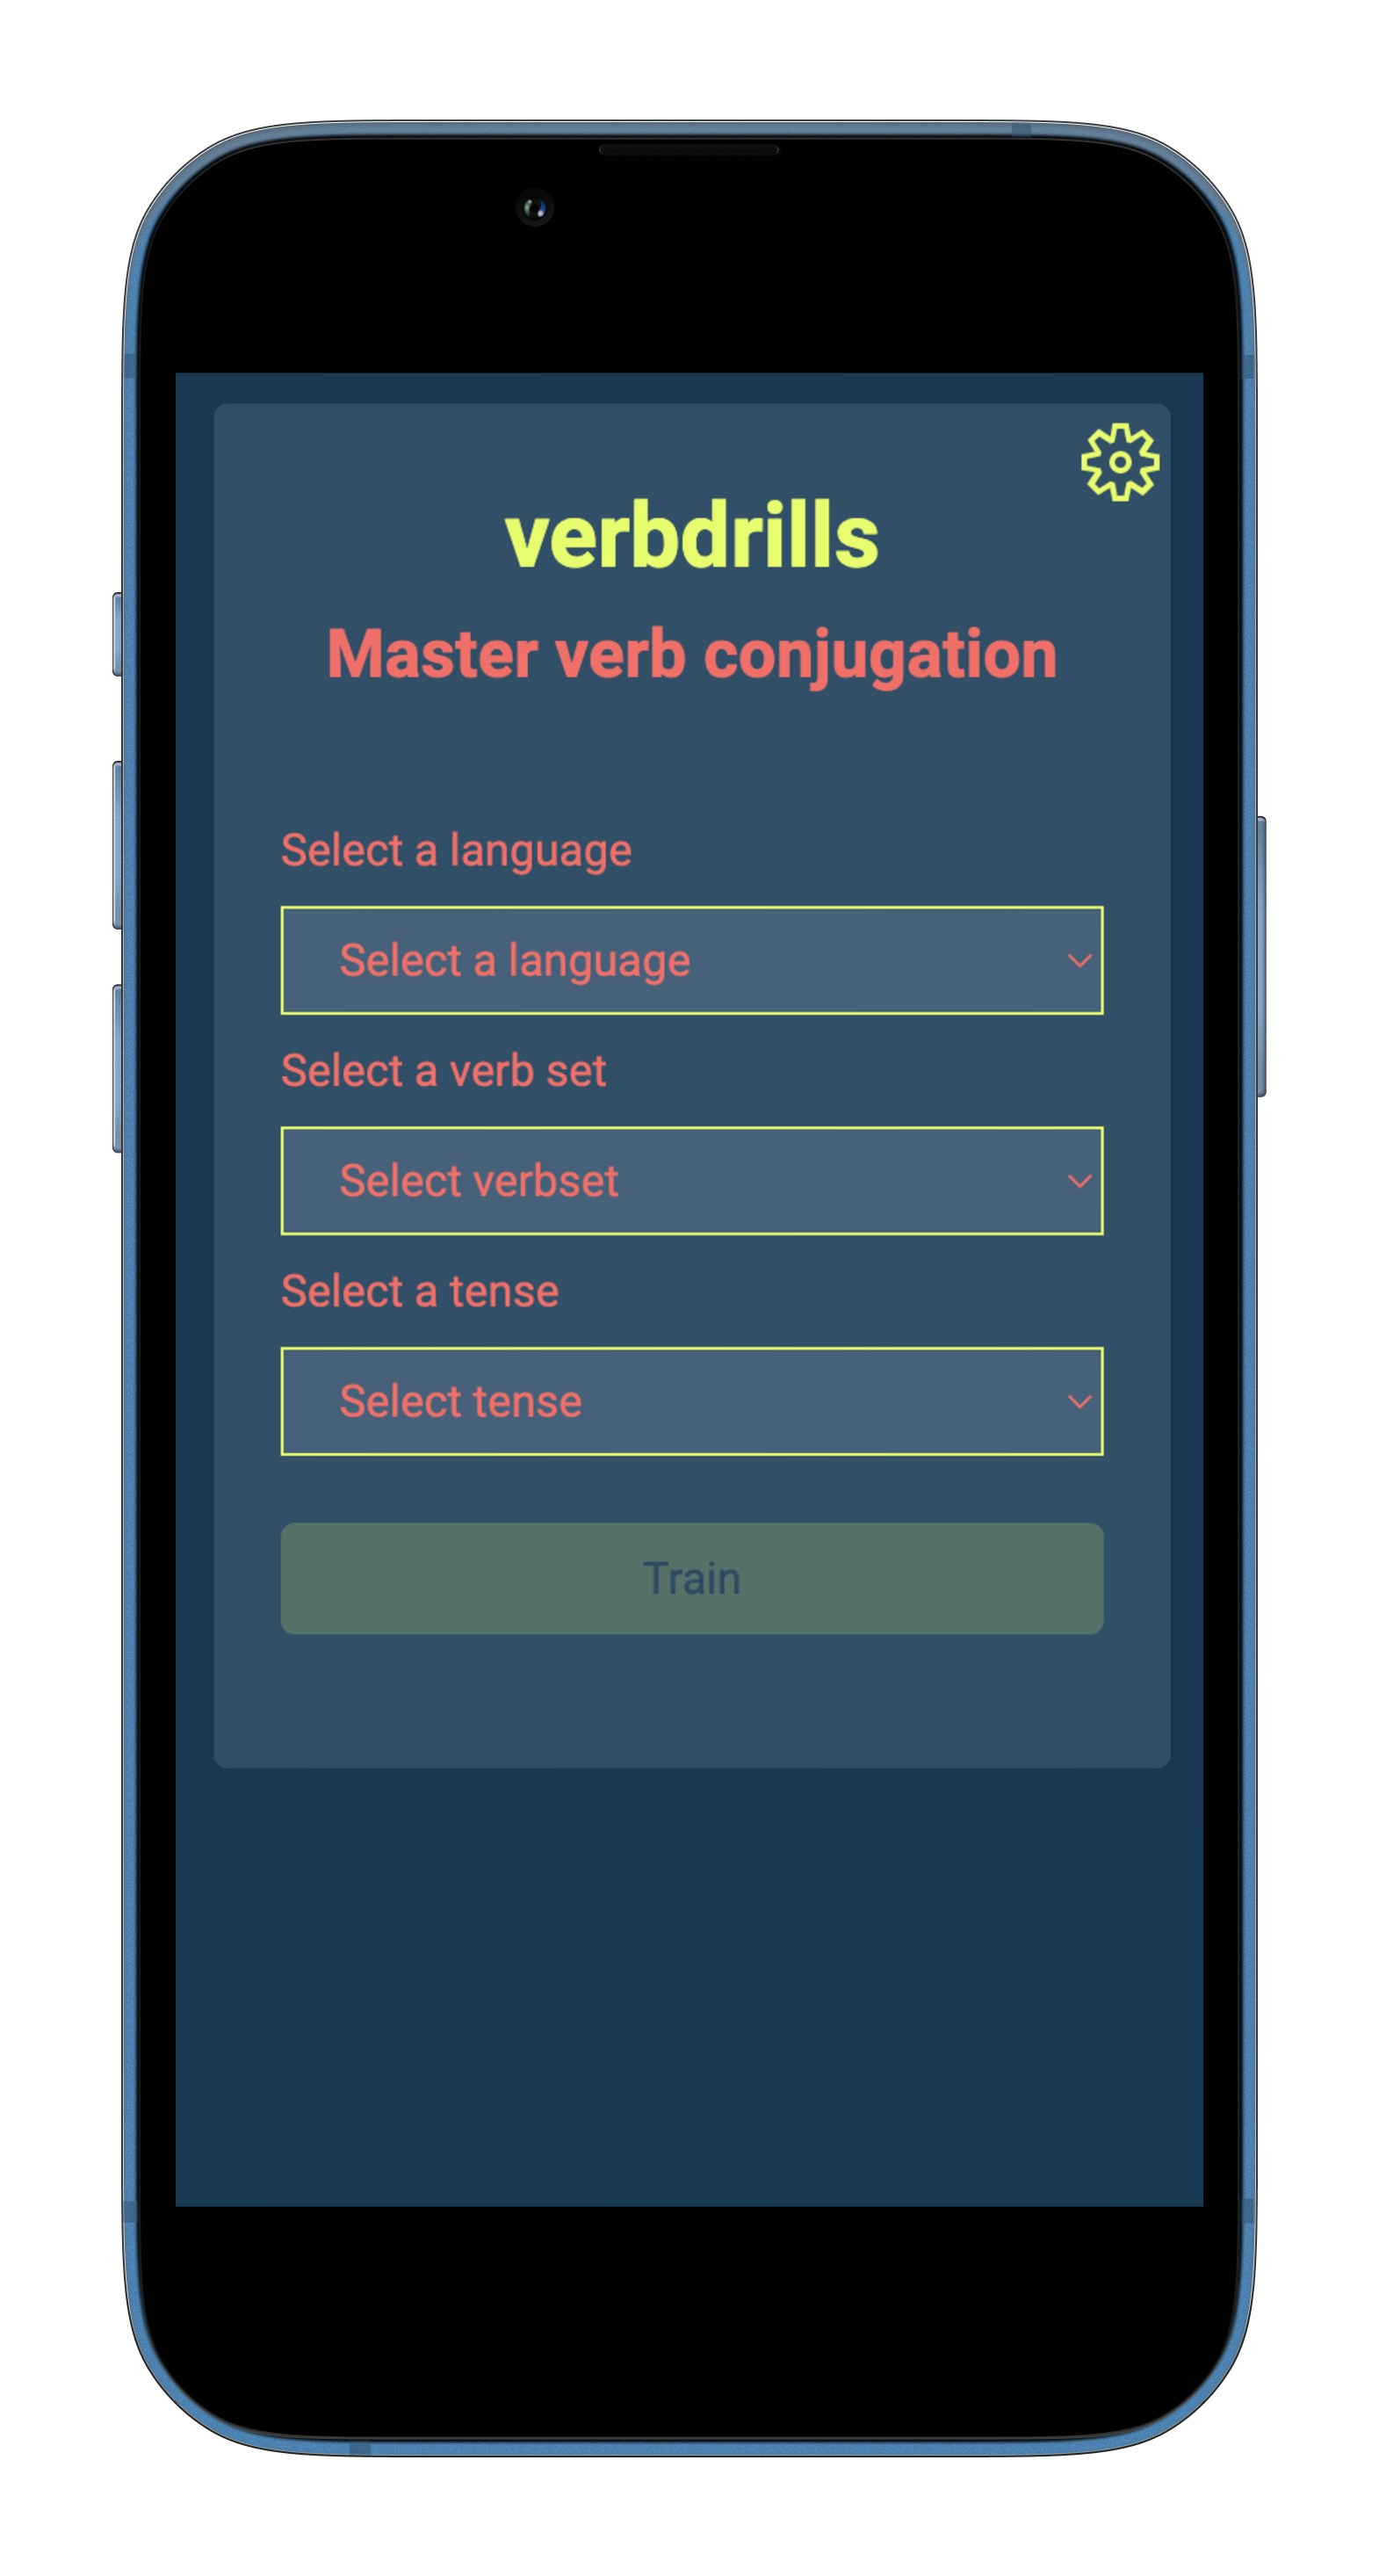 verbdrills
Master verb conjugation
Select a language
Select a language
Select a verb set
Select verbset
Select a tense
Select tense
Train